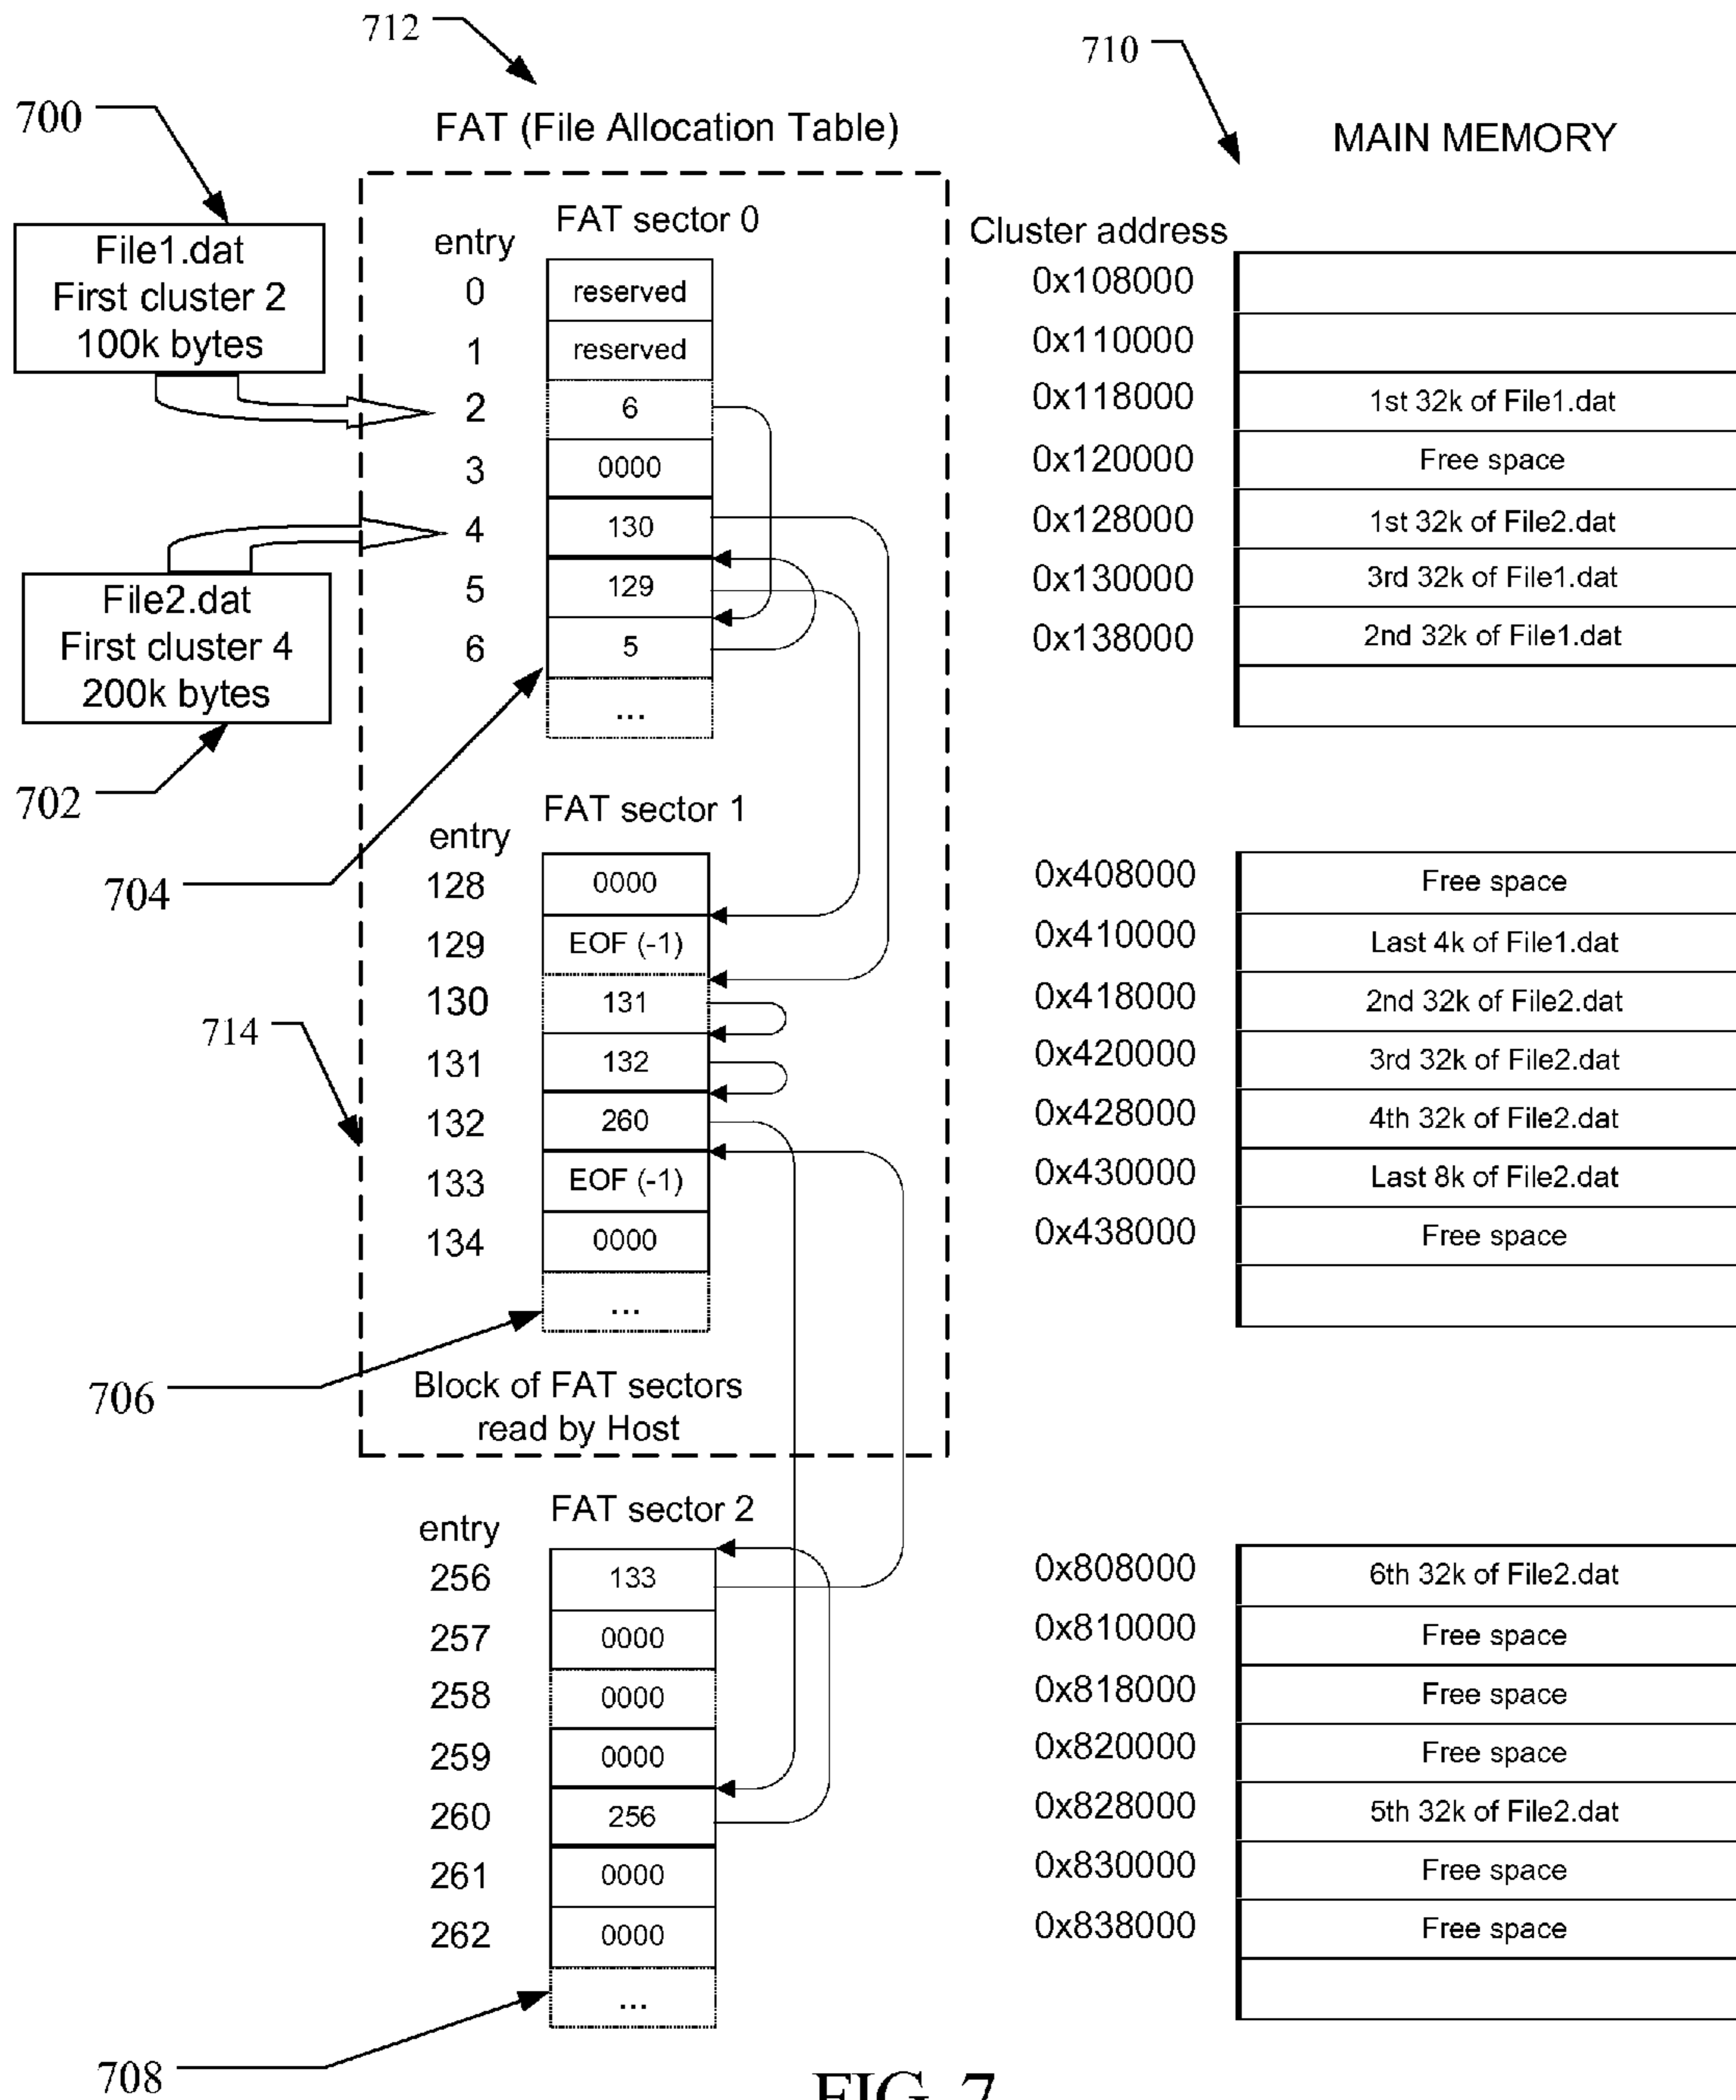 712
710
700
FAT (File Allocation Table)
MAIN MEMORY
File1.dat
First cluster 2
100k bytes
File2.dat
First cluster 4
200k bytes
702
704
entry
FAT sector 0
Cluster address
0 reserved 0x108000
1 reserved 0x110000
2 6 0x118000 1st 32k of File1.dat
3 0000 0x120000 Free space
4 130 0x128000 1st 32k of File2.dat
5 129 0x130000 3rd 32k of File1.dat
6 5 0x138000 2nd 32k of File1.dat
...
FAT sector 1
entry
128 0000 0x408000 Free space
129 EOF (-1) 0x410000 Last 4k of File1.dat
130 131 0x418000 2nd 32k of File2.dat
714
131 132 0x420000 3rd 32k of File2.dat
132 260 0x428000 4th 32k of File2.dat
133 EOF (-1) 0x430000 Last 8k of File2.dat
134 0000 0x438000 Free space
...
706
Block of FAT sectors
read by Host
FAT sector 2
entry
256 133 0x808000 6th 32k of File2.dat
257 0000 0x810000 Free space
258 0000 0x818000 Free space
259 0000 0x820000 Free space
260 256 0x828000 5th 32k of File2.dat
261 0000 0x830000 Free space
262 0000 0x838000 Free space
...
708
FIG. 7